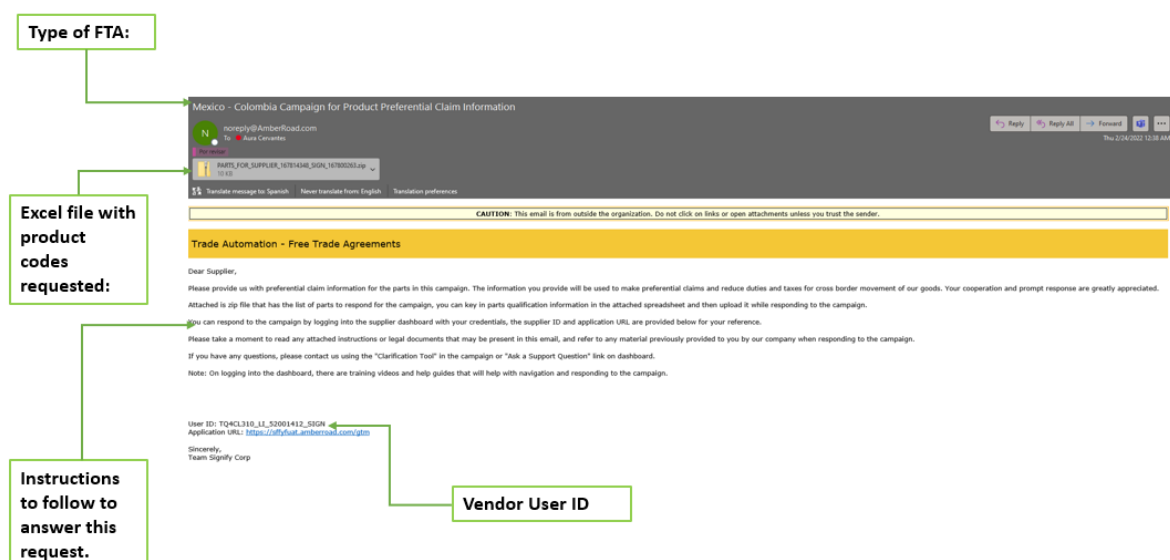 Type of FTA:
Mexico - Colombia Campaign for Product Preferential Claim Information
N
noreply@AmberRoad.com
To Aura Cervantes
Por revisar
Reply
Reply All
Forward
Thu 2/24/2022 12:38 AM
PARTS_FOR_SUPPLIER_167814348_SIGN_167800263.zip
Translate message to: Spanish
Never translate from: English
Translation preferences
CAUTION: This email is from outside the organization. Do not click on links or open attachments unless you trust the sender.
Excel file with
product
codes
requested:
Trade Automation - Free Trade Agreements
Dear Supplier,
Please provide us with preferential claim information for the parts in this campaign. The information you provide will be used to make preferential claims and reduce duties and taxes for cross border movement of our goods. Your cooperation and prompt response are greatly appreciated.
Attached is zip file that has the list of parts to respond for the campaign, you can key in parts qualification information in the attached spreadsheet and then upload it while responding to the campaign.
You can respond to the campaign by logging into the supplier dashboard with your credentials, the supplier ID and application URL are provided below for your reference.
Please take a moment to read any attached instructions or legal documents that may be present in this email, and refer to any material previously provided to you by our company when responding to the campaign.
If you have any questions, please contact us using the "Clarification Tool" in the campaign or "Ask a Support Question" link on dashboard.
Note: On logging into the dashboard, there are training videos and help guides that will help with navigation and responding to the campaign.
User ID: TQ4CL310_LI_52001412_SIGN
Application URL: https://sffyfuat.amberroad.com/gtm
Sincerely,
Team Signify Corp
Instructions
to follow to
answer this
request.
Vendor User ID